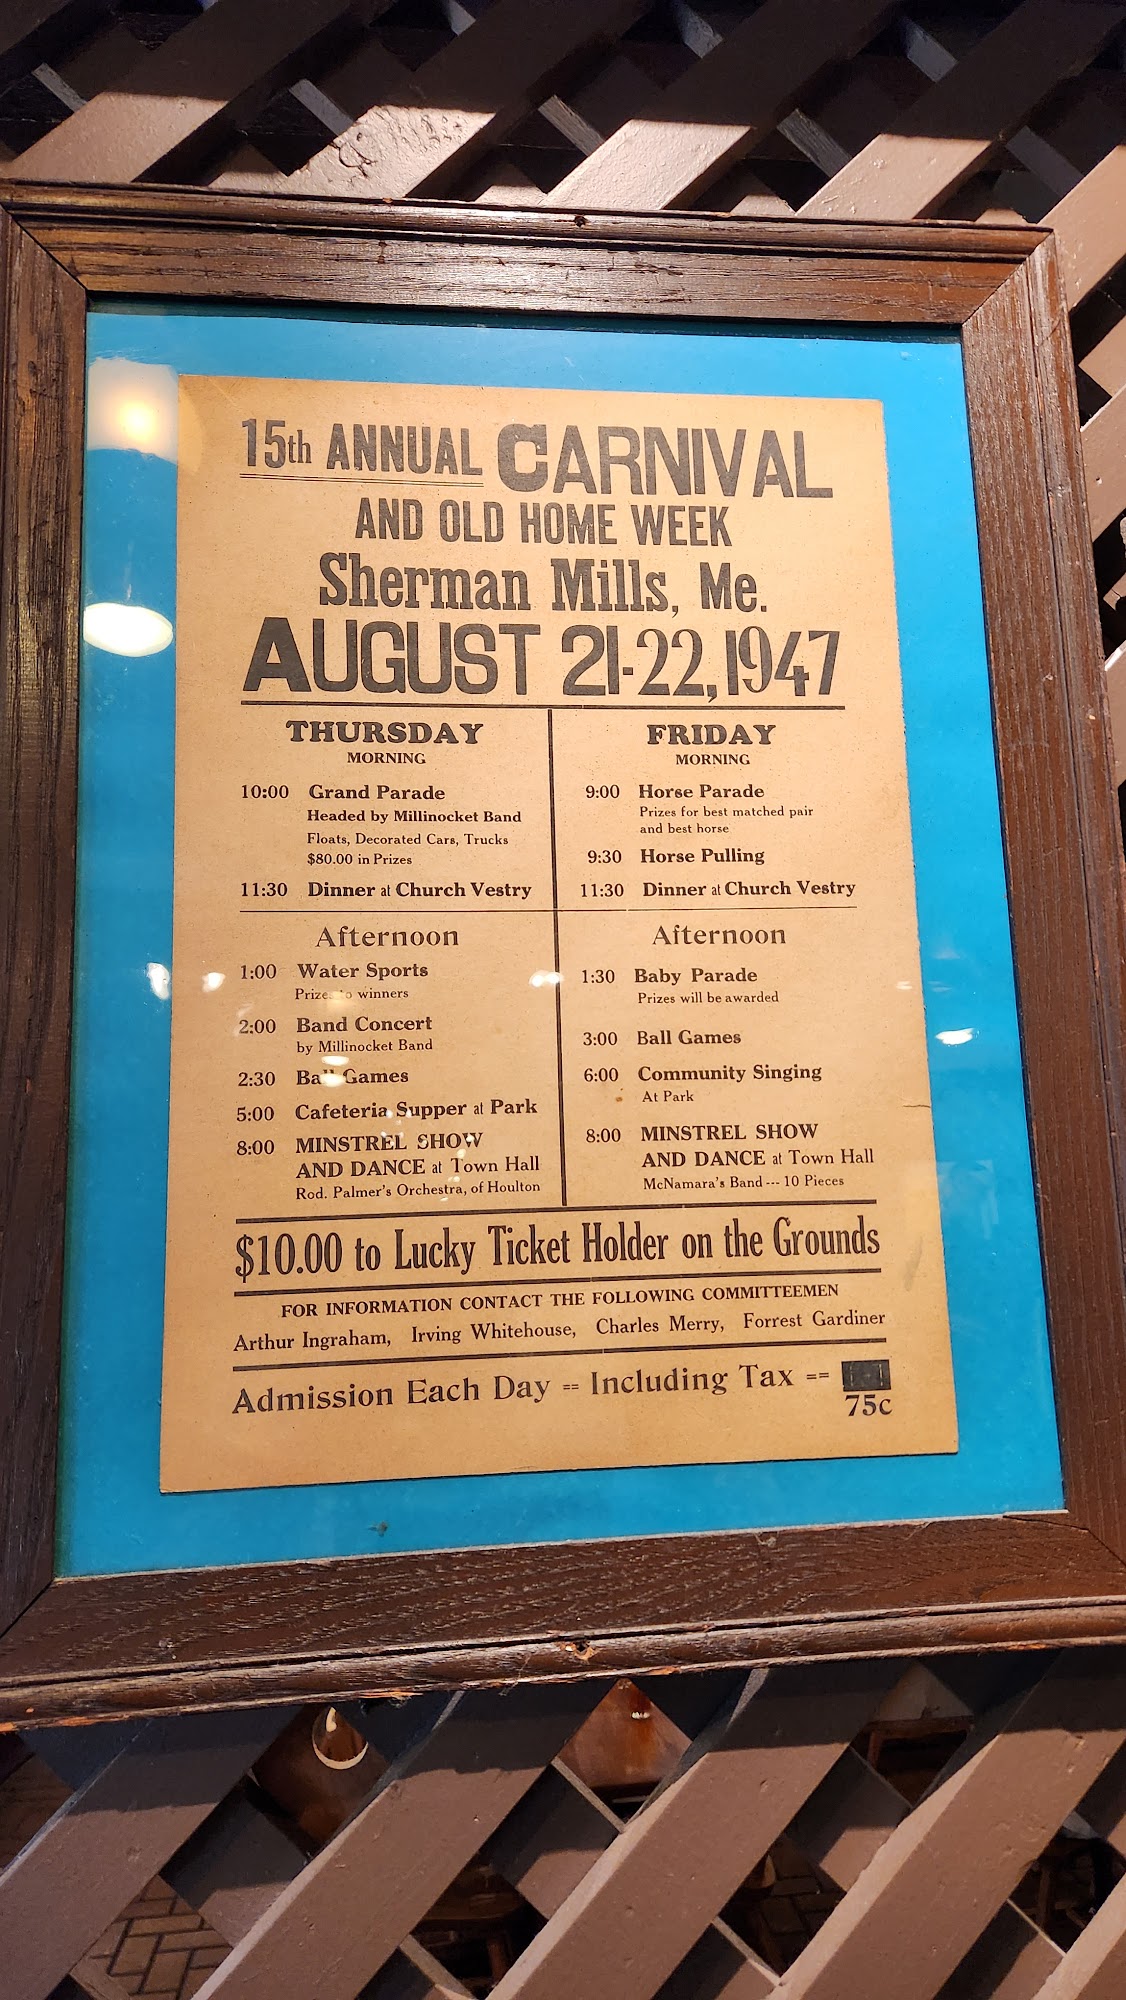 15th ANNUAL CARNIVAL
AND OLD HOME WEEK
Sherman Mills, Me.
AUGUST 21-22, 1947
THURSDAY
MORNING
10:00 Grand Parade
Headed by Millinocket Band
Floats, Decorated Cars, Trucks
$80.00 in Prizes
11:30 Dinner at Church Vestry
Afternoon
1:00 Water Sports
Prizes to winners
2:00 Band Concert
by Millinocket Band
2:30 Ball Games
5:00 Cafeteria Supper at Park
8:00 MINSTREL SHOW
AND DANCE at Town Hall
Rod. Palmer's Orchestra, of Houlton
FRIDAY
MORNING
9:00 Horse Parade
Prizes for best matched pair
and best horse
9:30 Horse Pulling
11:30 Dinner at Church Vestry
Afternoon
1:30 Baby Parade
Prizes will be awarded
3:00 Ball Games
6:00 Community Singing
At Park
8:00 MINSTREL SHOW
AND DANCE at Town Hall
McNamara's Band --- 10 Pieces
$10.00 to Lucky Ticket Holder on the Grounds
FOR INFORMATION CONTACT THE FOLLOWING COMMITTEEMEN
Arthur Ingraham, Irving Whitehouse, Charles Merry, Forrest Gardiner
Admission Each Day == Including Tax ==
75c